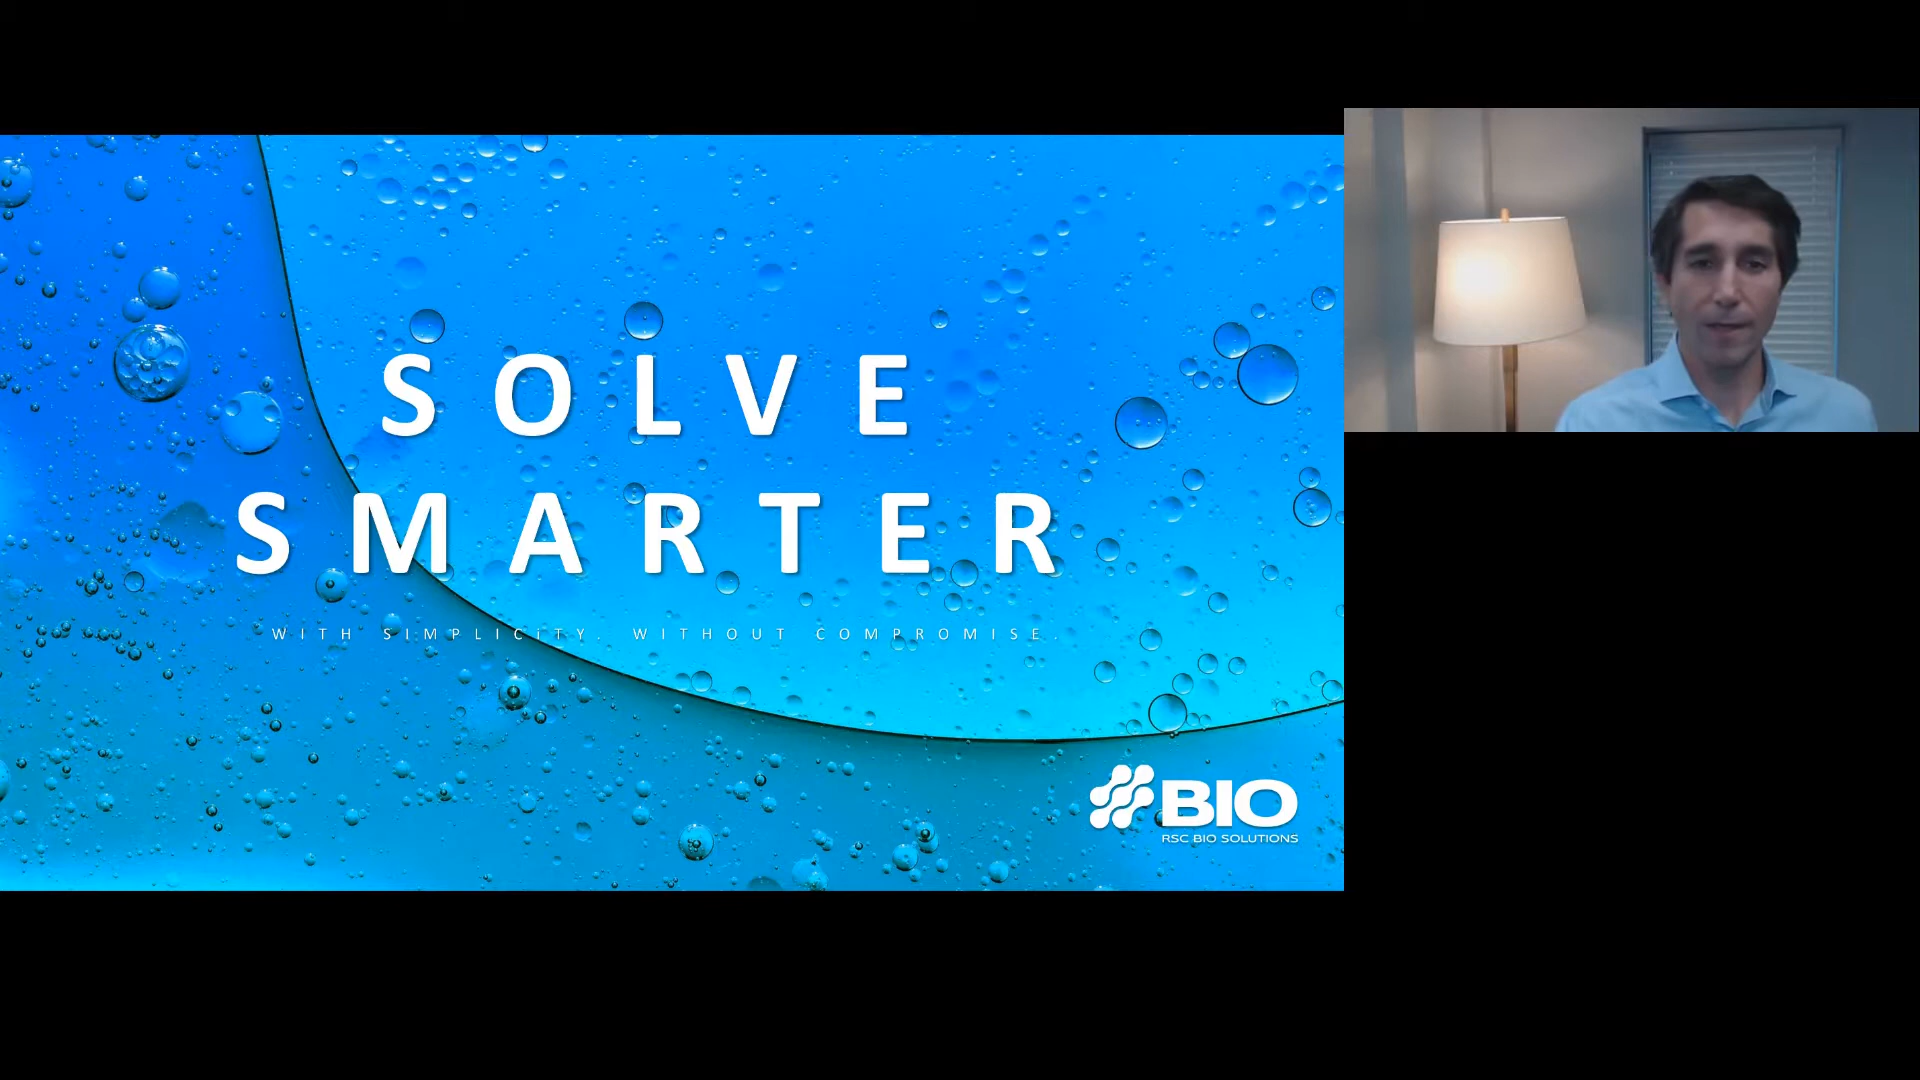 SOLVE
SMARTER
WITH SIMPLICITY. WITHOUT COMPROMISE.
BIO
RSC BIO SOLUTIONS